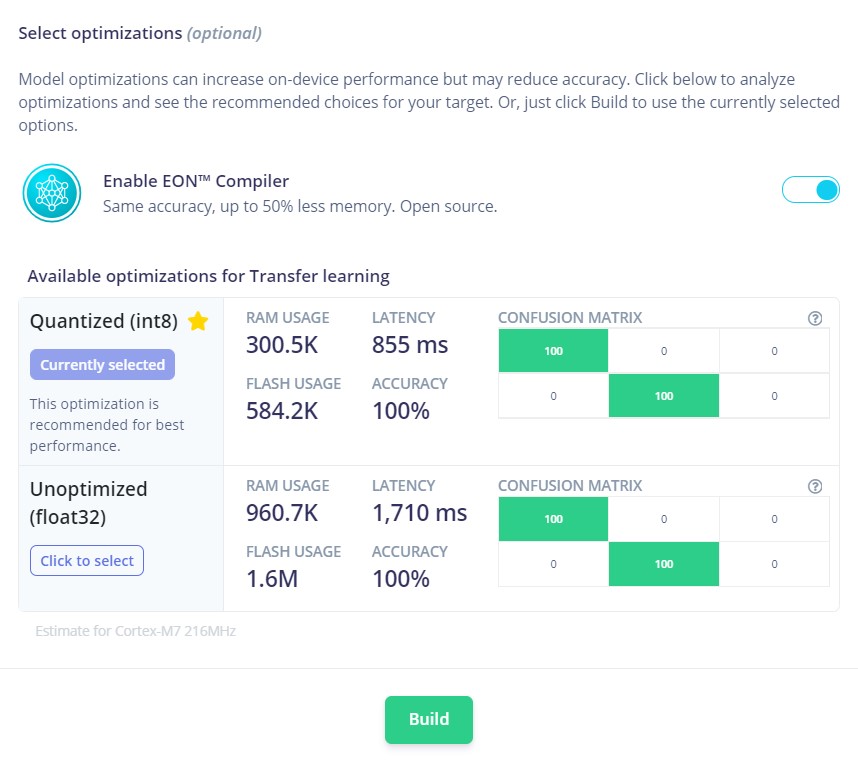 Select optimizations (optional)
Model optimizations can increase on-device performance but may reduce accuracy. Click below to analyze
optimizations and see the recommended choices for your target. Or, just click Build to use the currently selected
options.
Enable EON™ Compiler
Same accuracy, up to 50% less memory. Open source.
Available optimizations for Transfer learning
Quantized (int8)
Currently selected
This optimization is
recommended for best
performance.
RAM USAGE
300.5K
LATENCY
855 ms
FLASH USAGE
584.2K
ACCURACY
100%
CONFUSION MATRIX ?
100 0 0
0 100 0
Unoptimized
(float32)
Click to select
RAM USAGE
960.7K
LATENCY
1,710 ms
FLASH USAGE
1.6M
ACCURACY
100%
CONFUSION MATRIX ?
100 0 0
0 100 0
Estimate for Cortex-M7 216MHz
Build